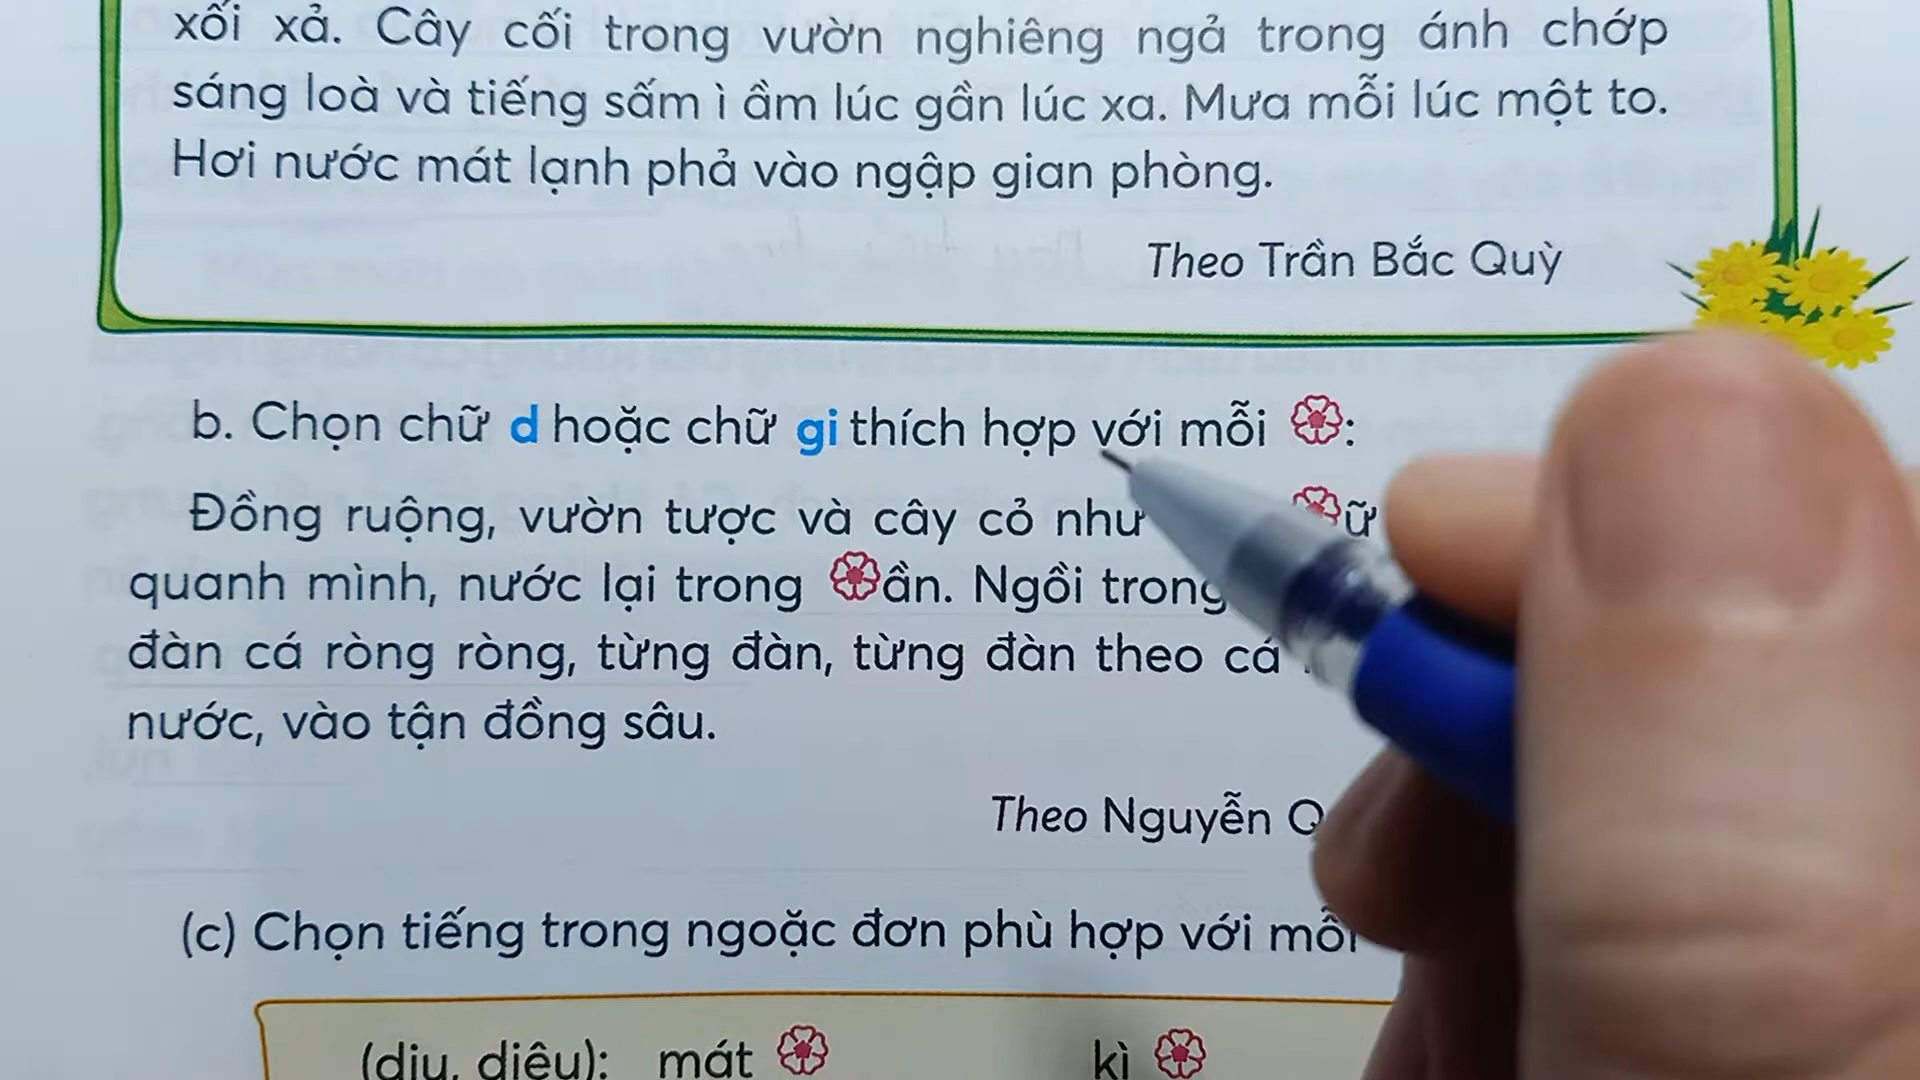 xối xả. Cây cối trong vườn nghiêng ngả trong ánh chớp
sáng loà và tiếng sấm ì ầm lúc gần lúc xa. Mưa mỗi lúc một to.
Hơi nước mát lạnh phả vào ngập gian phòng.
Theo Trần Bắc Quỳ
b. Chọn chữ d hoặc chữ gi thích hợp với mỗi :
Đồng ruộng, vườn tược và cây cỏ như ữ
quanh mình, nước lại trong ần. Ngồi trong
đàn cá ròng ròng, từng đàn, từng đàn theo cá
nước, vào tận đồng sâu.
Theo Nguyễn Q
(c) Chọn tiếng trong ngoặc đơn phù hợp với mỗi
(dịu, diệu): mát kì